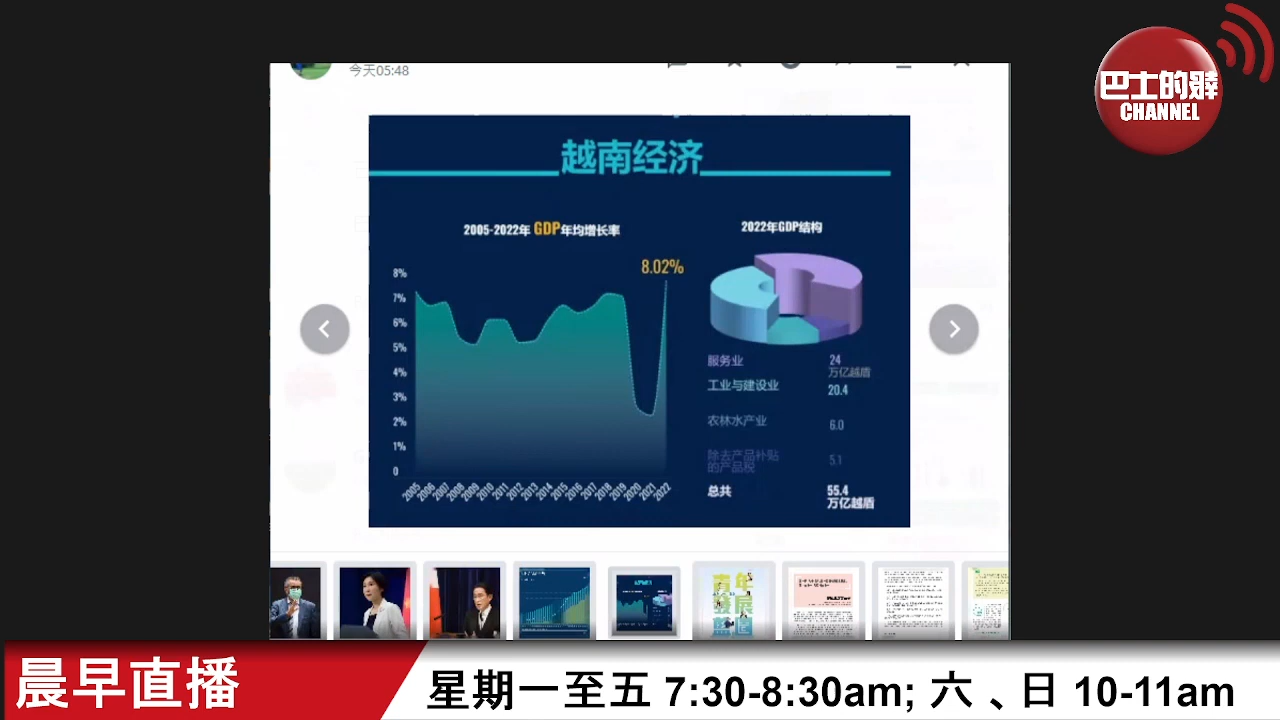 今天05:48
巴士的報
CHANNEL
越南经济
2005-2022年 GDP年均增长率
2022年GDP结构
8.02%
8%
7%
6%
5%
4%
3%
2%
1%
0
2005
2006
2007
2008
2009
2010
2011
2012
2013
2014
2015
2016
2017
2018
2019
2020
2021
2022
服务业 24
万亿越盾
工业与建设业 20.4
农林水产业 6.0
除去产品补贴
的产品税 5.1
总共 55.4
万亿越盾
晨早直播
星期一至五 7:30-8:30am; 六、日 10-11am